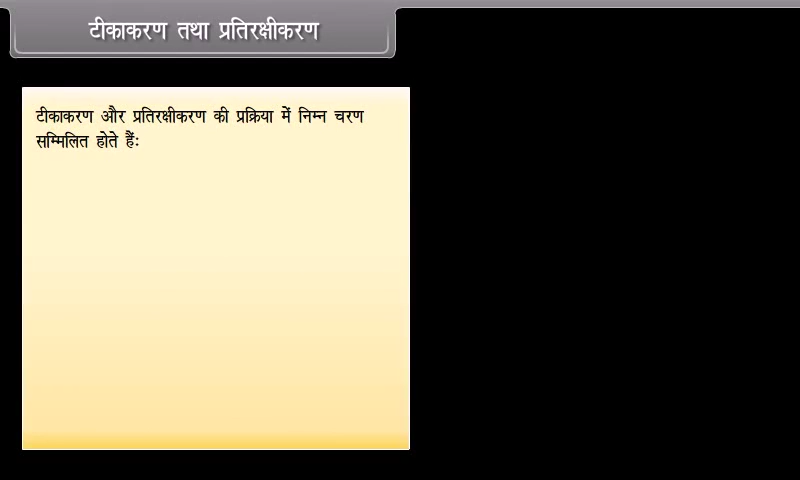 टीकाकरण तथा प्रतिरक्षीकरण
टीकाकरण और प्रतिरक्षीकरण की प्रक्रिया में निम्न चरण
सम्मिलित होते हैं: